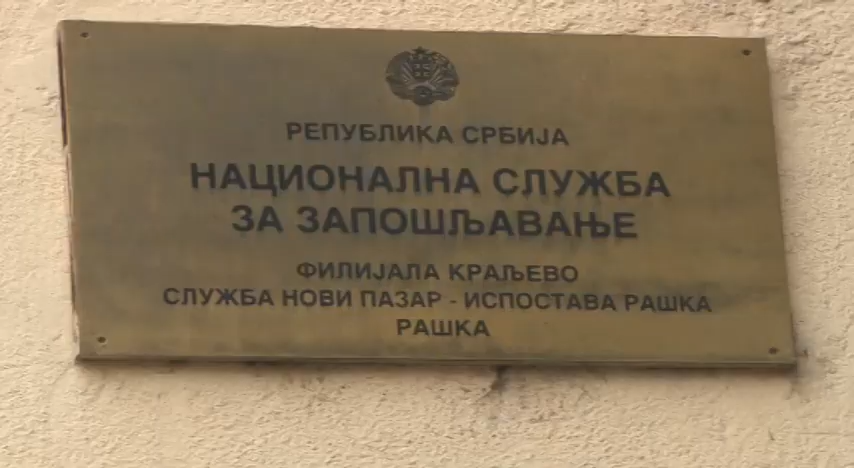 РЕПУБЛИКА СРБИЈА
НАЦИОНАЛНА СЛУЖБА
ЗА ЗАПОШЉАВАЊЕ
ФИЛИЈАЛА КРАЉЕВО
СЛУЖБА НОВИ ПАЗАР - ИСПОСТАВА РАШКА
РАШКА